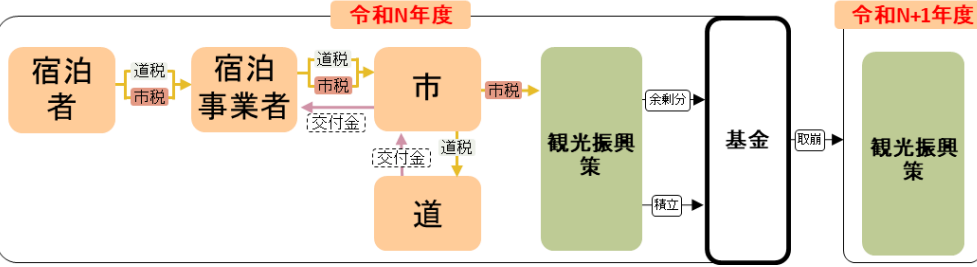 令和N年度
令和N+1年度
宿泊
者
道税
市税
宿泊
事業者
道税
市税
市
市税
交付金
交付金
道税
道
観光振興
策
余剰分
積立
基金
取崩
観光振興
策